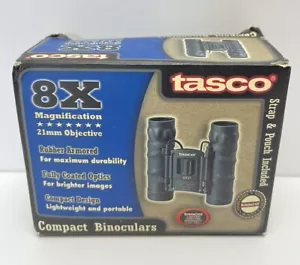 tasco
8X
Magnification
21mm Objective
Rubber Armored
For maximum durability
Fully Coated Optics
For brighter images
Compact Design
Lightweight and portable
Compact Binoculars
tasco®
Strap & Pouch Included